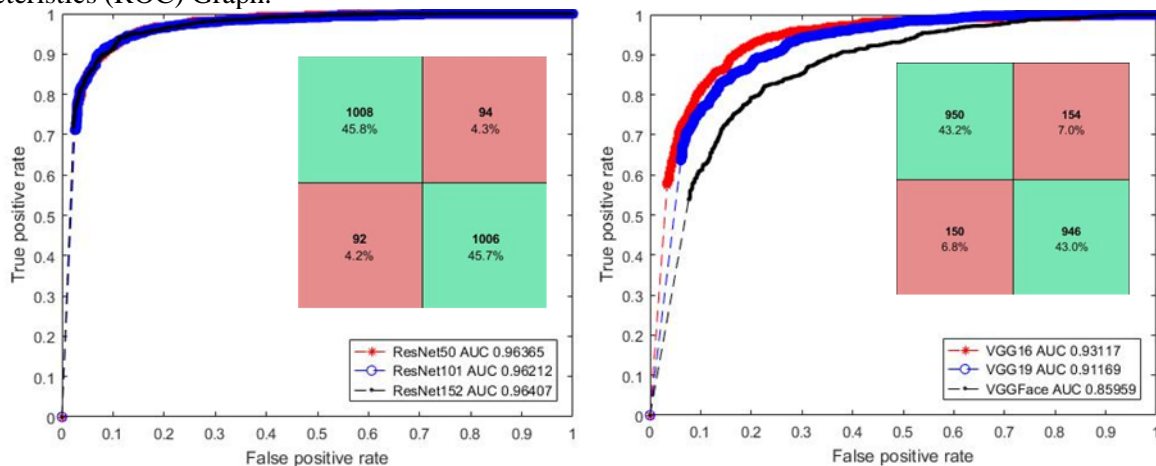 teristics (ROC) Graph.
1
0.9
0.8
0.7
0.6
0.5
0.4
0.3
0.2
0.1
0
True positive rate
1008
45.8%
94
4.3%
92
4.2%
1006
45.7%
ResNet50 AUC 0.96365
ResNet101 AUC 0.96212
ResNet152 AUC 0.96407
0 0.1 0.2 0.3 0.4 0.5 0.6 0.7 0.8 0.9 1
False positive rate
1
0.9
0.8
0.7
0.6
0.5
0.4
0.3
0.2
0.1
0
True positive rate
950
43.2%
154
7.0%
150
6.8%
946
43.0%
VGG16 AUC 0.93117
VGG19 AUC 0.91169
VGGFace AUC 0.85959
0 0.1 0.2 0.3 0.4 0.5 0.6 0.7 0.8 0.9 1
False positive rate